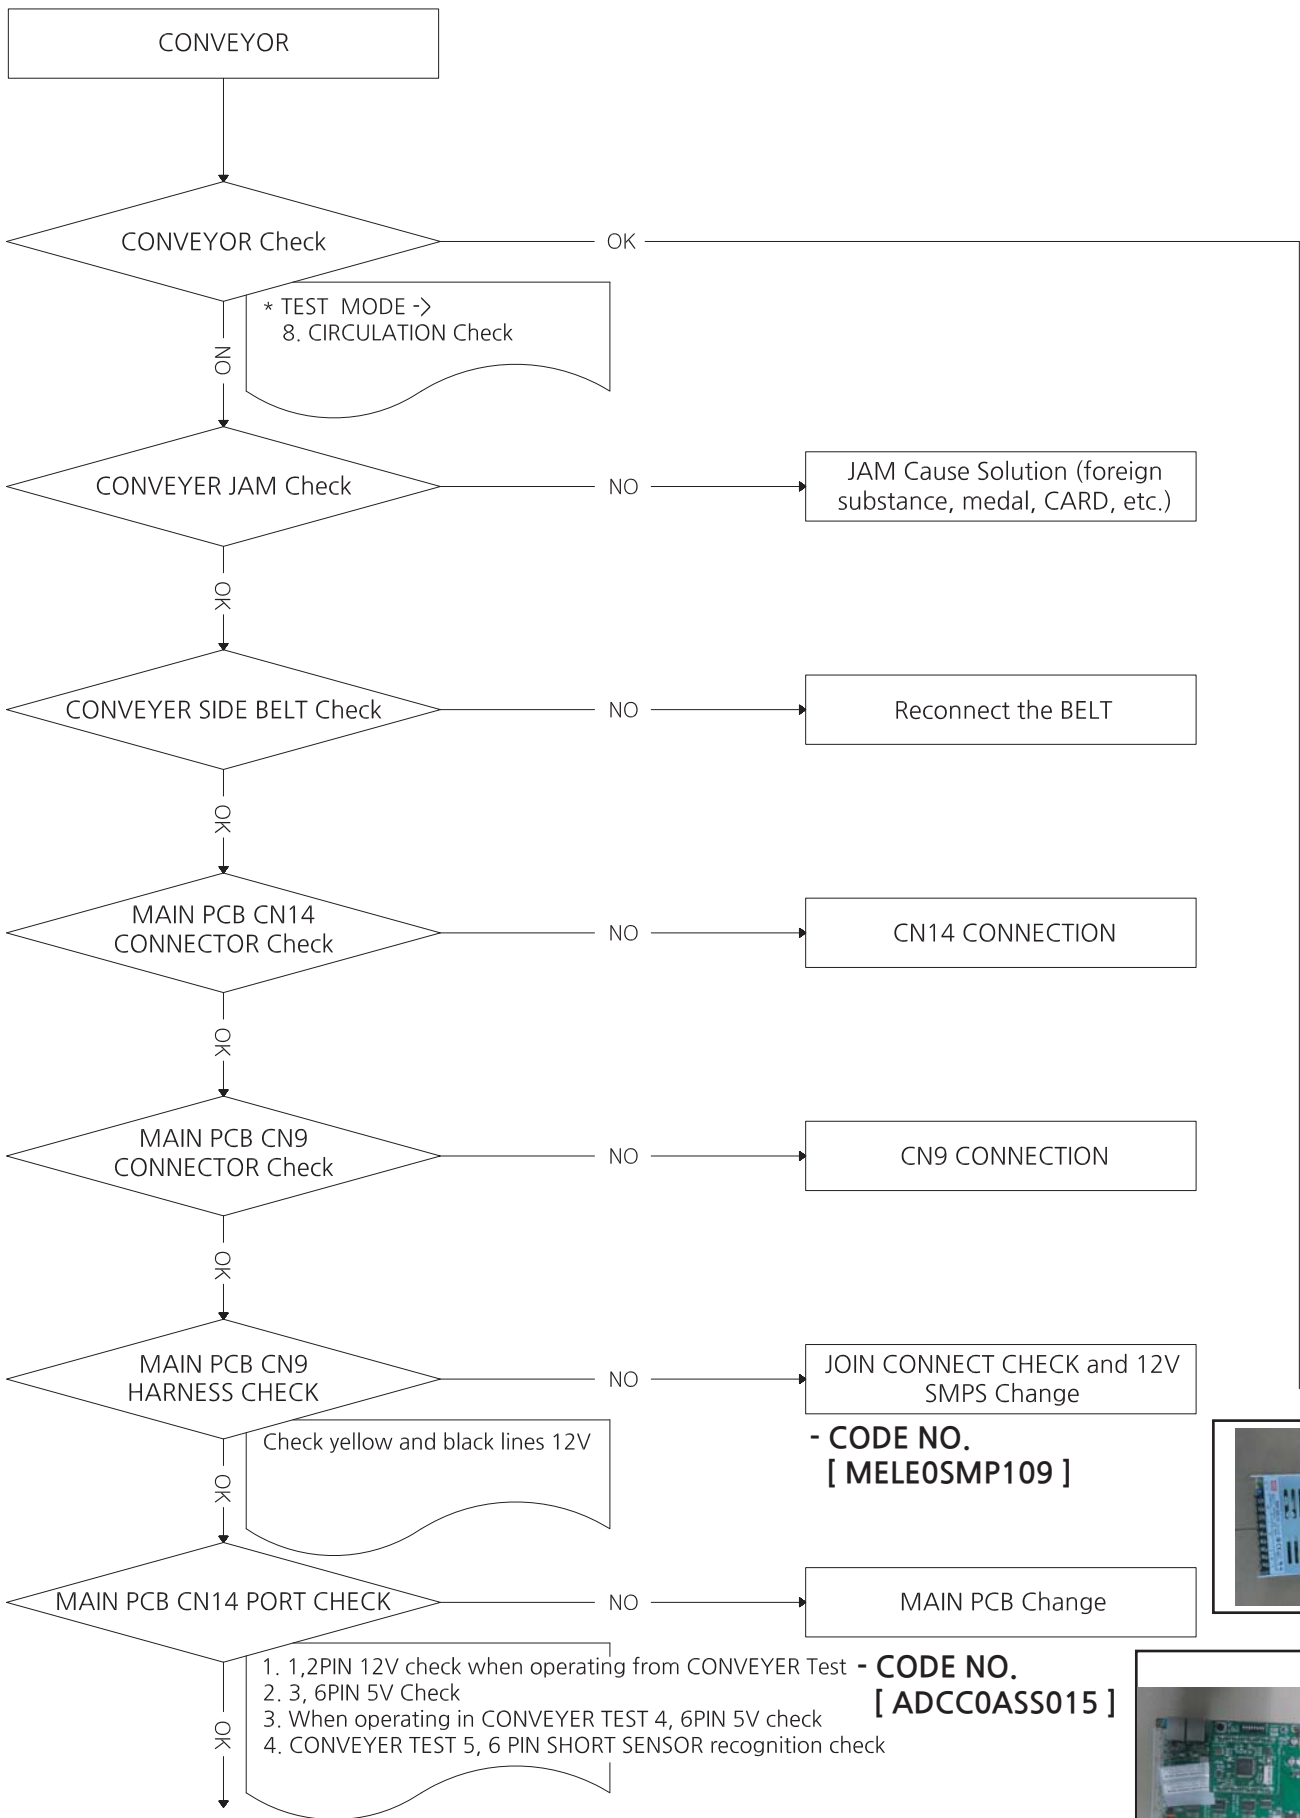 CONVEYOR
CONVEYOR Check
OK
* TEST MODE ->
8. CIRCULATION Check
NO
CONVEYER JAM Check
NO
JAM Cause Solution (foreign
substance, medal, CARD, etc.)
OK
CONVEYER SIDE BELT Check
NO
Reconnect the BELT
OK
MAIN PCB CN14
CONNECTOR Check
NO
CN14 CONNECTION
OK
MAIN PCB CN9
CONNECTOR Check
NO
CN9 CONNECTION
OK
MAIN PCB CN9
HARNESS CHECK
NO
JOIN CONNECT CHECK and 12V
SMPS Change
- CODE NO.
[ MELE0SMP109 ]
Check yellow and black lines 12V
OK
MAIN PCB CN14 PORT CHECK
NO
MAIN PCB Change
- CODE NO.
[ ADCC0ASS015 ]
1. 1,2PIN 12V check when operating from CONVEYER Test
2. 3, 6PIN 5V Check
3. When operating in CONVEYER TEST 4, 6PIN 5V check
4. CONVEYER TEST 5, 6 PIN SHORT SENSOR recognition check
OK